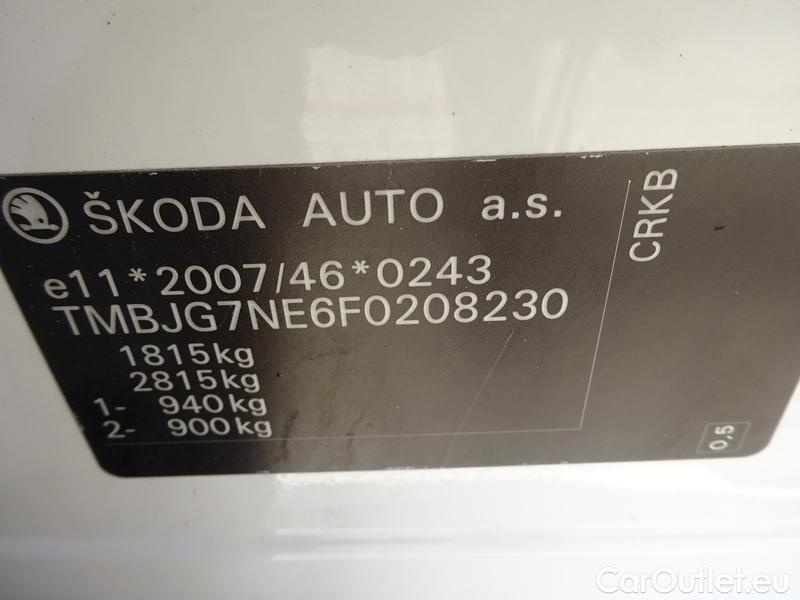 ŠKODA AUTO a.s.
e11*2007/46*0243
TMBJG7NE6F0208230
1815kg
2815kg
1- 940kg
2- 900kg
CRKB
0,5
CarOutlet.eu